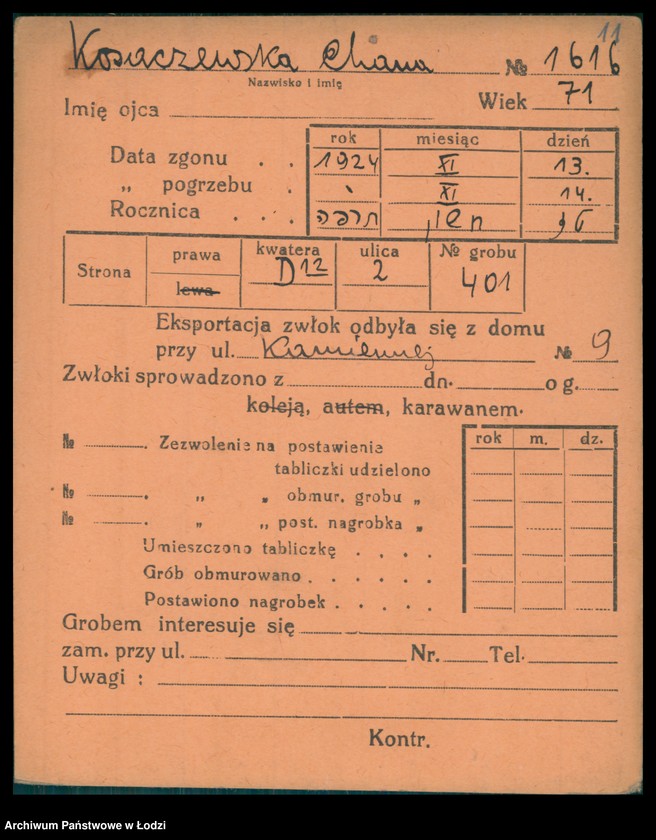 11
Kosaczewska Chana № 1616
Nazwisko i imię
Imię ojca Wiek 71
rok miesiąc dzień
Data zgonu . . 1924 XI 13.
„ pogrzebu . XI 14.
Rocznica . . . תרפה חשון טז
Strona prawa lewa kwatera D12 ulica 2 № grobu 401
Eksportacja zwłok odbyła się z domu
przy ul. Kamiennej № 9
Zwłoki sprowadzono z dn. o g.
koleją, autem, karawanem.
rok m. dz.
№ . Zezwolenie na postawienie
tabliczki udzielono
№ . „ „ obmur. grobu „
№ . „ „ post. nagrobka „
Umieszczono tabliczkę . . . .
Grób obmurowano . . . . . .
Postawiono nagrobek . . . . .
Grobem interesuje się
zam. przy ul. Nr. Tel.
Uwagi :
Kontr.
Archiwum Państwowe w Łodzi